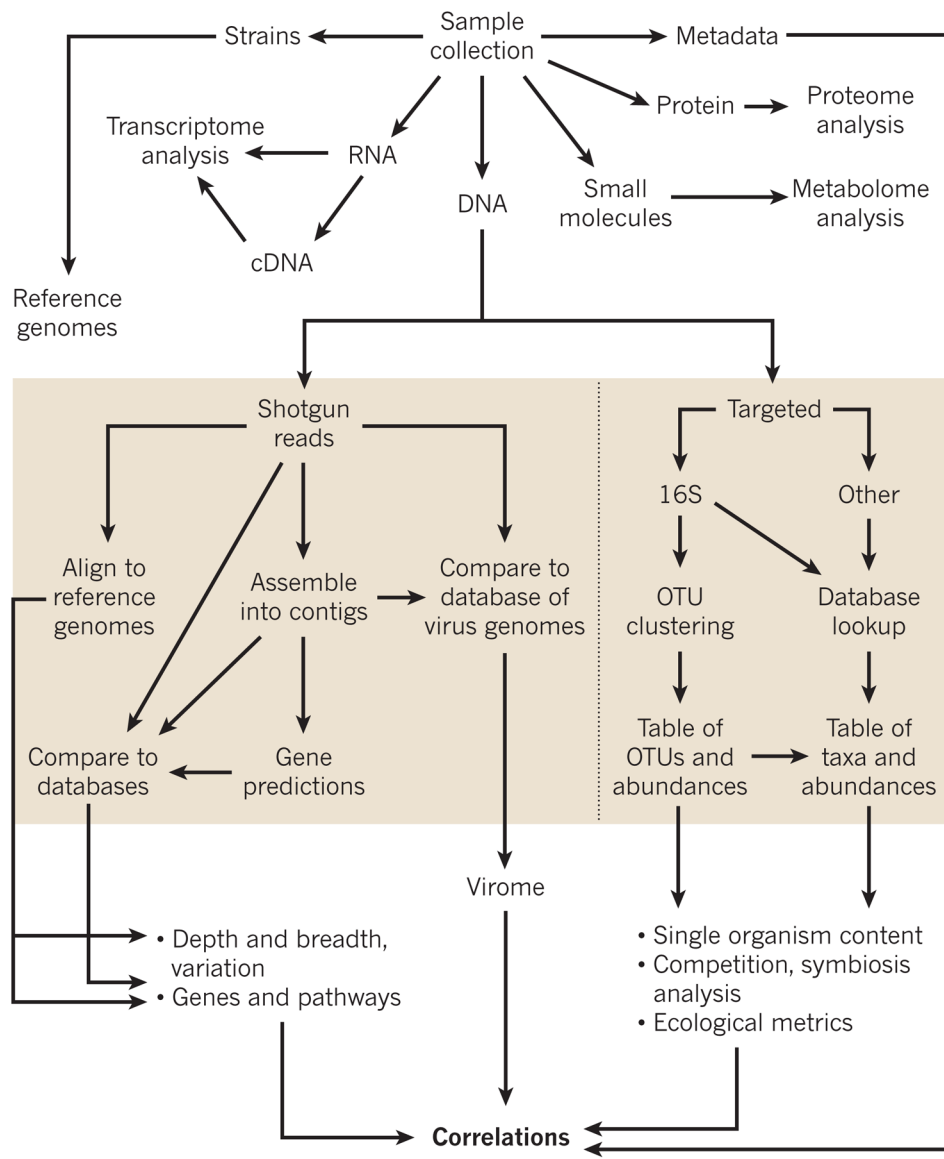 Sample
collection
Strains
Metadata
Protein
Proteome
analysis
Transcriptome
analysis
RNA
DNA
Small
molecules
Metabolome
analysis
cDNA
Reference
genomes
Shotgun
reads
Targeted
16S
Other
Align to
reference
genomes
Assemble
into contigs
Compare to
database of
virus genomes
OTU
clustering
Database
lookup
Compare to
databases
Gene
predictions
Table of
OTUs and
abundances
Table of
taxa and
abundances
Virome
• Depth and breadth,
variation
• Genes and pathways
• Single organism content
• Competition, symbiosis
analysis
• Ecological metrics
Correlations